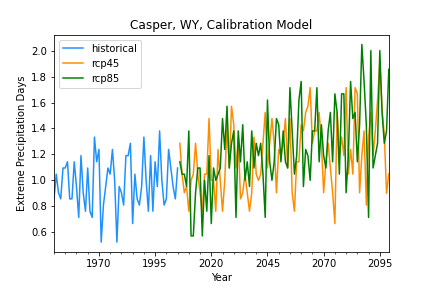 Casper, WY, Calibration Model
historical
rcp45
rcp85
Extreme Precipitation Days
2.0
1.8
1.6
1.4
1.2
1.0
0.8
0.6
1970 1995 2020 2045 2070 2095
Year